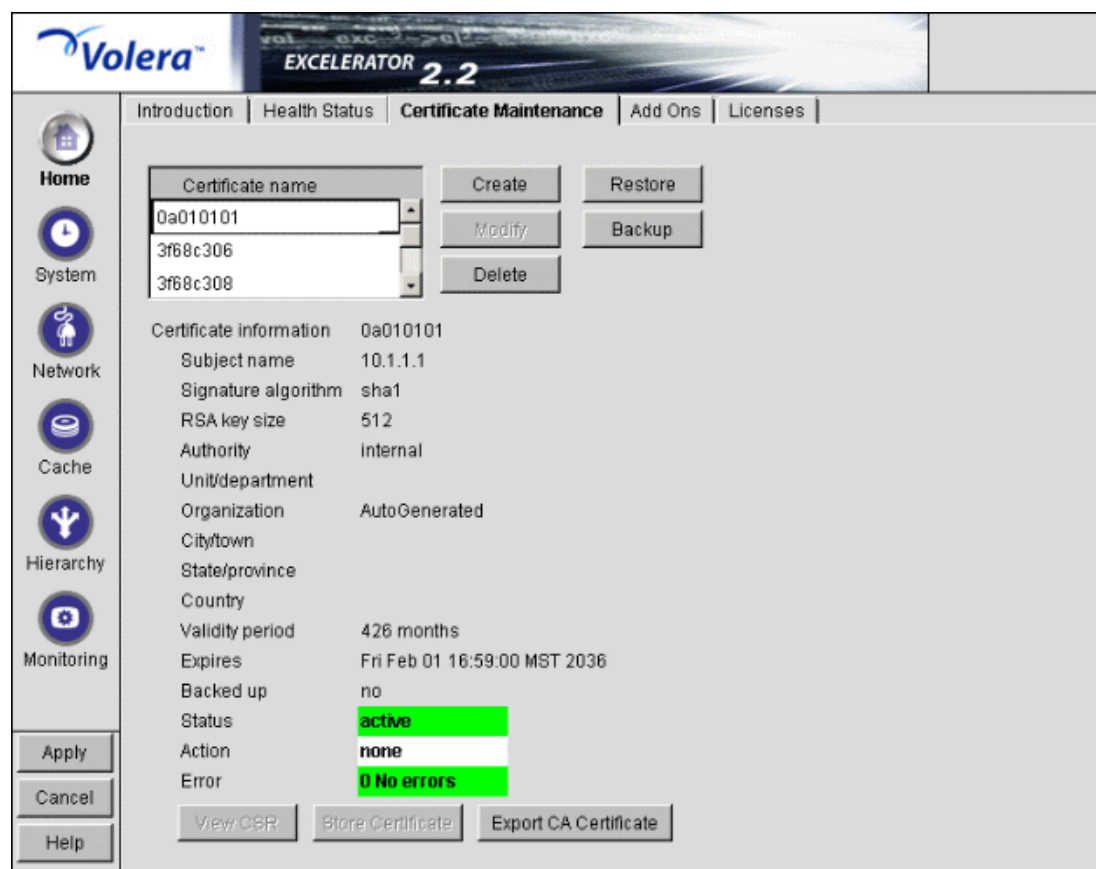 Volera™
EXCELERATOR 2.2
Introduction Health Status Certificate Maintenance Add Ons Licenses
Home
System
Network
Cache
Hierarchy
Monitoring
Apply
Cancel
Help
Certificate name
0a010101
3f68c306
3f68c308
Create
Modify
Delete
Restore
Backup
Certificate information 0a010101
Subject name 10.1.1.1
Signature algorithm sha1
RSA key size 512
Authority internal
Unit/department
Organization AutoGenerated
City/town
State/province
Country
Validity period 426 months
Expires Fri Feb 01 16:59:00 MST 2036
Backed up no
Status active
Action none
Error 0 No errors
View CSR Store Certificate Export CA Certificate